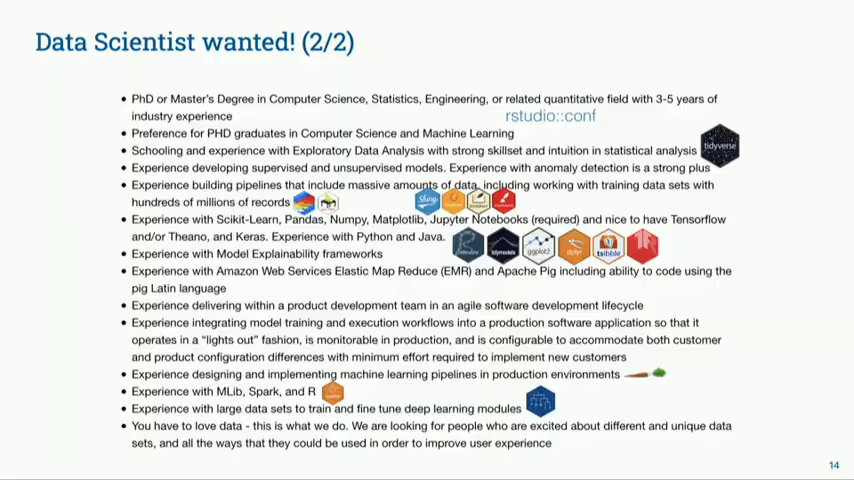 Data Scientist wanted! (2/2)
• PhD or Master's Degree in Computer Science, Statistics, Engineering, or related quantitative field with 3-5 years of
industry experience
rstudio::conf
• Preference for PHD graduates in Computer Science and Machine Learning
• Schooling and experience with Exploratory Data Analysis with strong skillset and intuition in statistical analysis
tidyverse
• Experience developing supervised and unsupervised models. Experience with anomaly detection is a strong plus
• Experience building pipelines that include massive amounts of data, including working with training data sets with
hundreds of millions of records
Shiny
• Experience with Scikit-Learn, Pandas, Numpy, Matplotlib, Jupyter Notebooks (required) and nice to have Tensorflow
and/or Theano, and Keras. Experience with Python and Java.
tidymodels
ggplot2
dplyr
tsibble
• Experience with Model Explainability frameworks
• Experience with Amazon Web Services Elastic Map Reduce (EMR) and Apache Pig including ability to code using the
pig Latin language
• Experience delivering within a product development team in an agile software development lifecycle
• Experience integrating model training and execution workflows into a production software application so that it
operates in a “lights out” fashion, is monitorable in production, and is configurable to accommodate both customer
and product configuration differences with minimum effort required to implement new customers
• Experience designing and implementing machine learning pipelines in production environments
• Experience with MLib, Spark, and R
• Experience with large data sets to train and fine tune deep learning modules
• You have to love data - this is what we do. We are looking for people who are excited about different and unique data
sets, and all the ways that they could be used in order to improve user experience
14